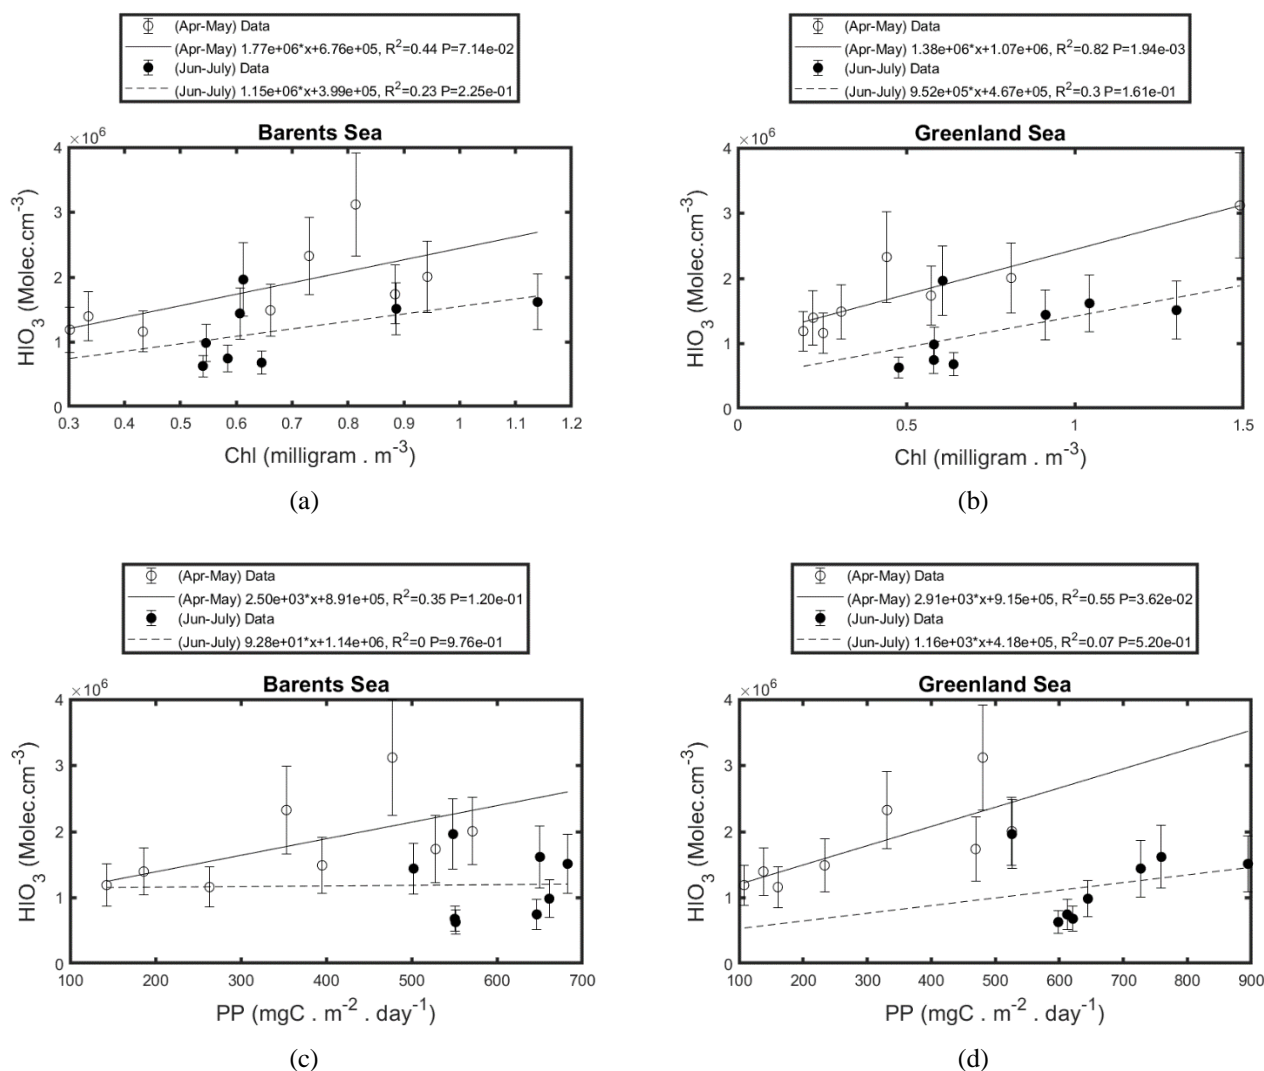 (Apr-May) Data
(Apr-May) 1.77e+06*x+6.76e+05, R²=0.44 P=7.14e-02
(Jun-July) Data
(Jun-July) 1.15e+06*x+3.99e+05, R²=0.23 P=2.25e-01
Barents Sea
×10⁶
4
3
2
1
0
HIO₃ (Molec.cm⁻³)
0.3 0.4 0.5 0.6 0.7 0.8 0.9 1 1.1 1.2
Chl (milligram . m⁻³)
(a)
(Apr-May) Data
(Apr-May) 1.38e+06*x+1.07e+06, R²=0.82 P=1.94e-03
(Jun-July) Data
(Jun-July) 9.52e+05*x+4.67e+05, R²=0.3 P=1.61e-01
Greenland Sea
×10⁶
4
3
2
1
0
HIO₃ (Molec.cm⁻³)
0 0.5 1 1.5
Chl (milligram . m⁻³)
(b)
(Apr-May) Data
(Apr-May) 2.50e+03*x+8.91e+05, R²=0.35 P=1.20e-01
(Jun-July) Data
(Jun-July) 9.28e+01*x+1.14e+06, R²=0 P=9.76e-01
Barents Sea
×10⁶
4
3
2
1
0
HIO₃ (Molec.cm⁻³)
100 200 300 400 500 600 700
PP (mgC . m⁻² . day⁻¹)
(c)
(Apr-May) Data
(Apr-May) 2.91e+03*x+9.15e+05, R²=0.55 P=3.62e-02
(Jun-July) Data
(Jun-July) 1.16e+03*x+4.18e+05, R²=0.07 P=5.20e-01
Greenland Sea
×10⁶
4
3
2
1
0
HIO₃ (Molec.cm⁻³)
100 200 300 400 500 600 700 800 900
PP (mgC . m⁻² . day⁻¹)
(d)